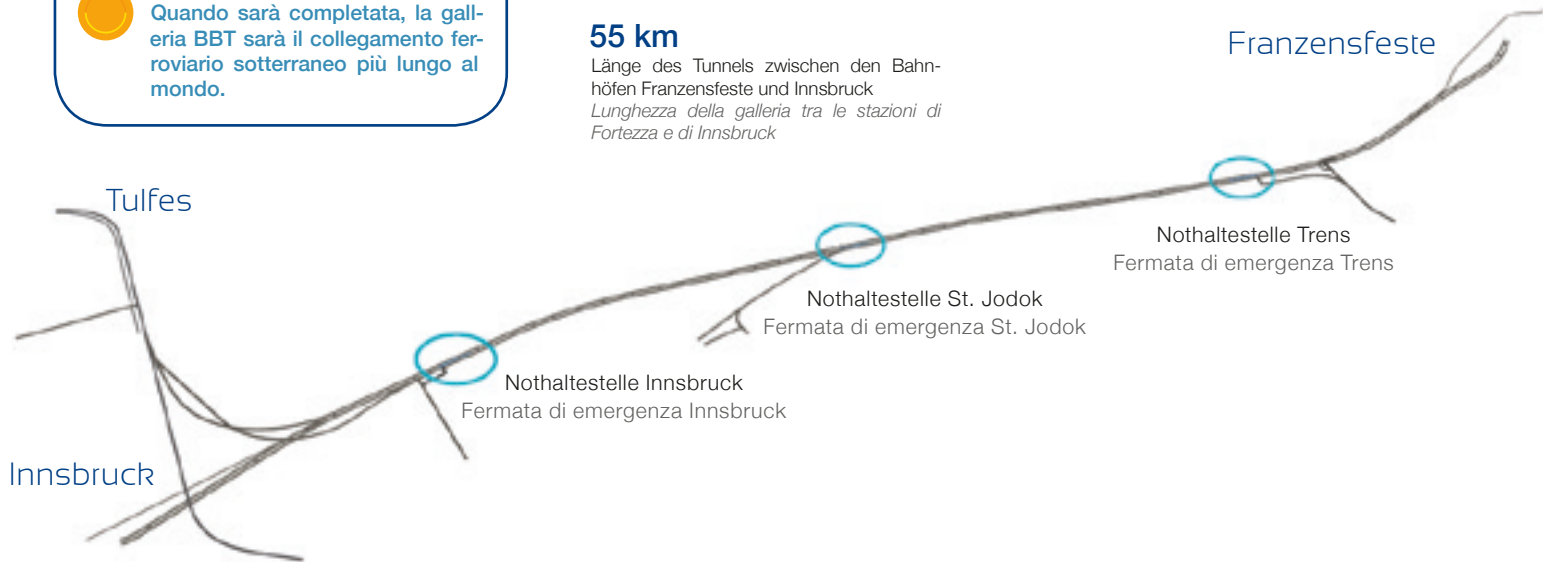 Quando sarà completata, la gall-
eria BBT sarà il collegamento fer-
roviario sotterraneo più lungo al
mondo.
55 km
Länge des Tunnels zwischen den Bahn-
höfen Franzensfeste und Innsbruck
Lunghezza della galleria tra le stazioni di
Fortezza e di Innsbruck
Franzensfeste
Tulfes
Nothaltestelle Trens
Fermata di emergenza Trens
Nothaltestelle St. Jodok
Fermata di emergenza St. Jodok
Nothaltestelle Innsbruck
Fermata di emergenza Innsbruck
Innsbruck